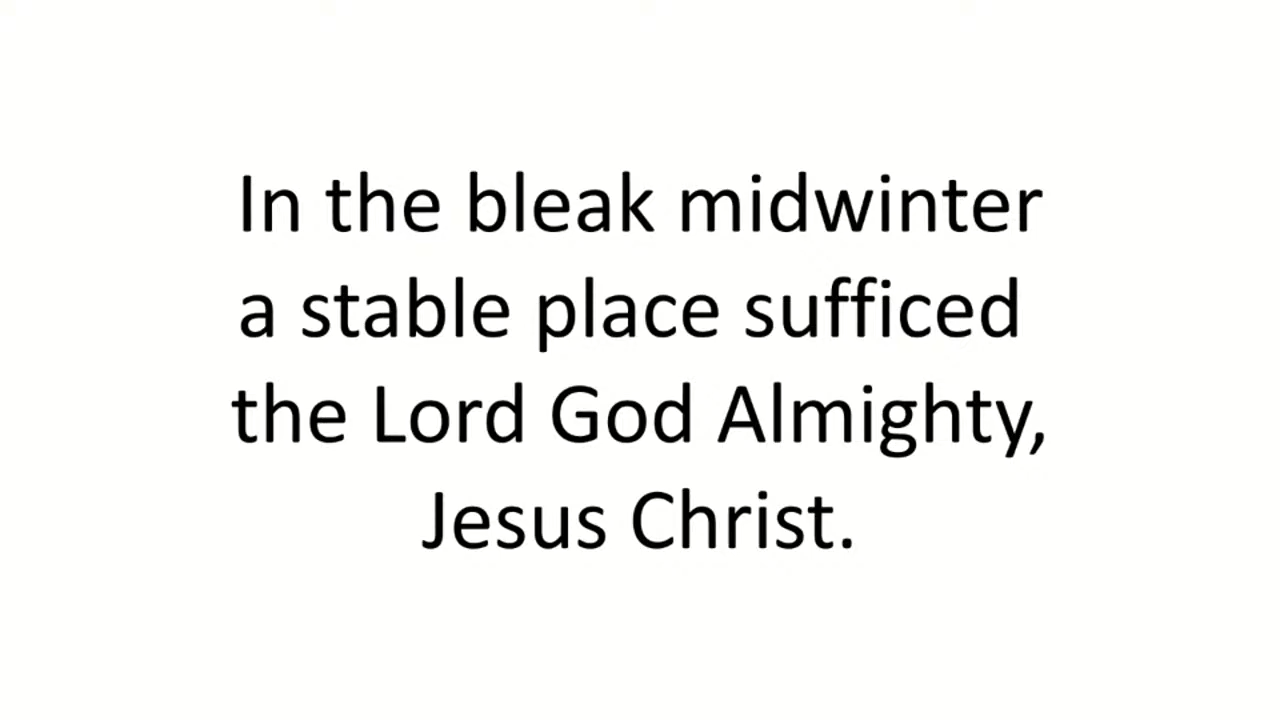 In the bleak midwinter
a stable place sufficed
the Lord God Almighty,
Jesus Christ.